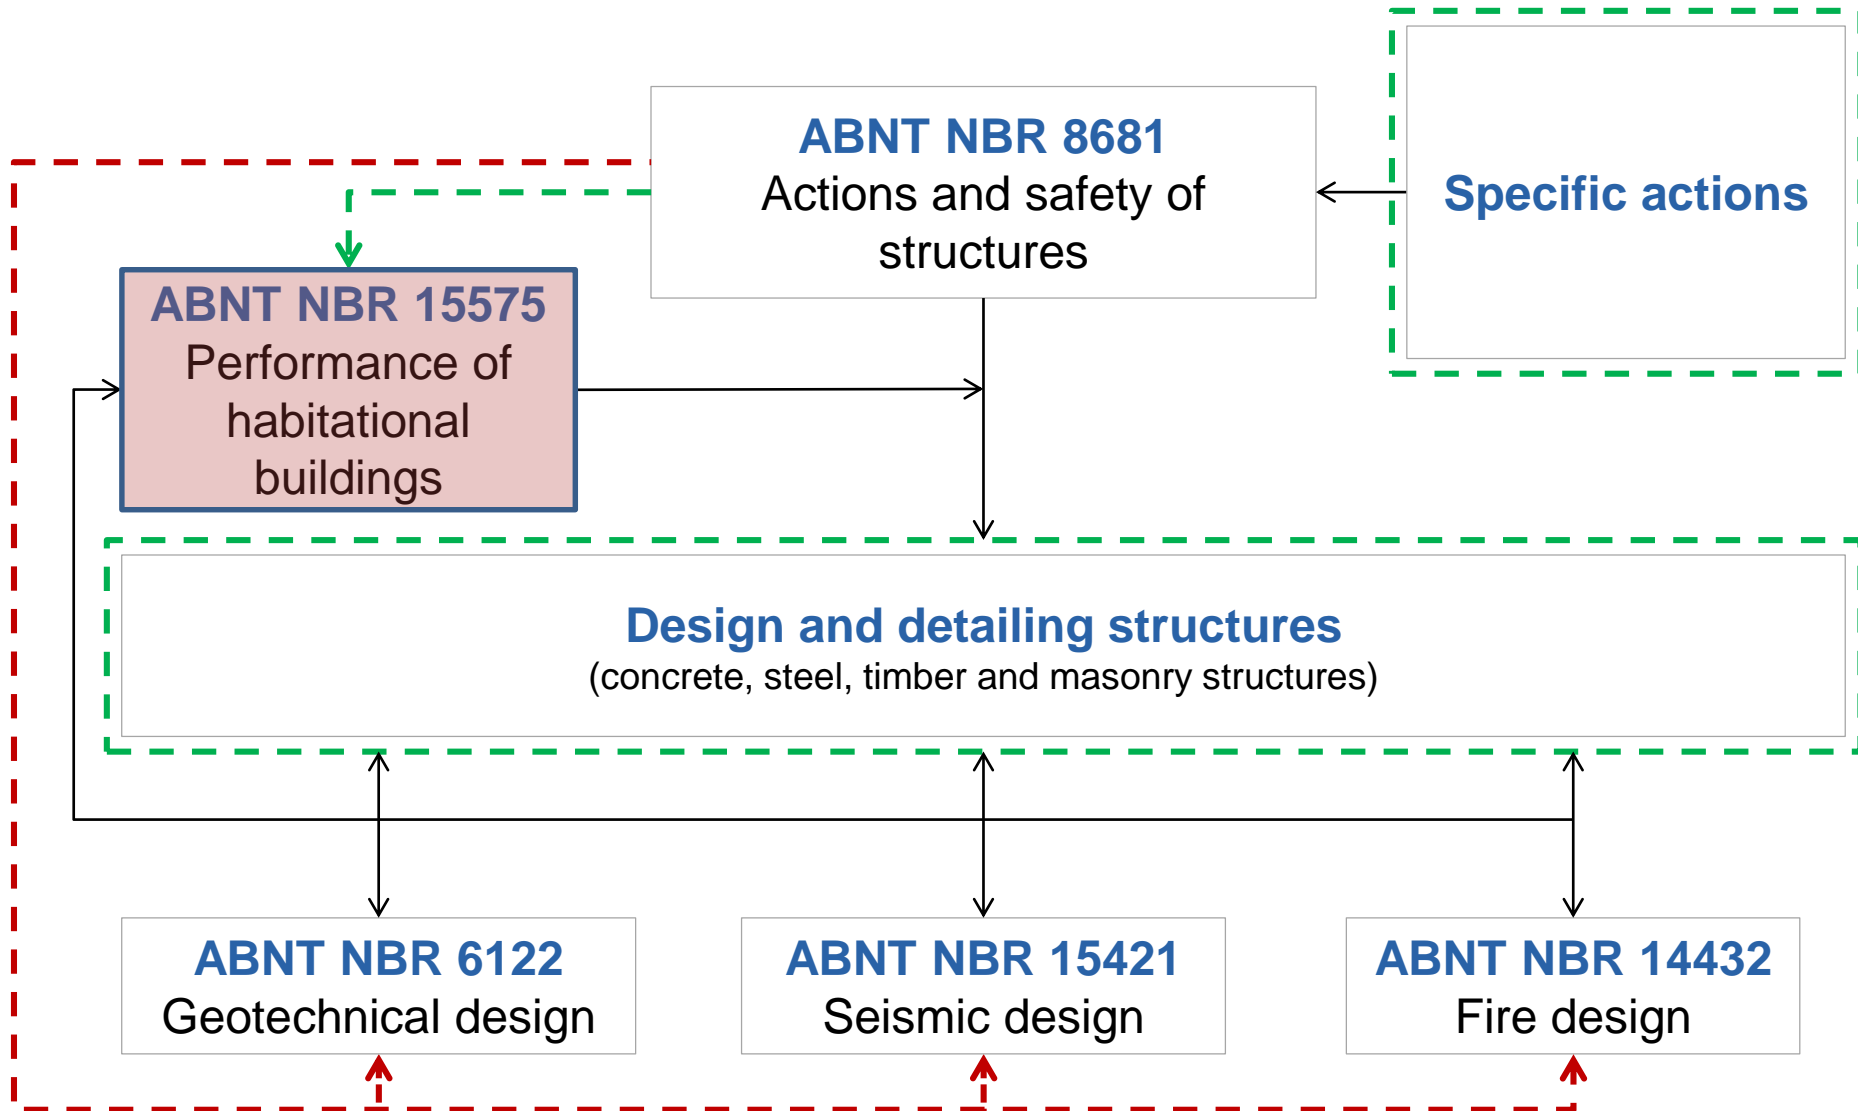 ABNT NBR 8681
Actions and safety of
structures
Specific actions
ABNT NBR 15575
Performance of
habitational
buildings
Design and detailing structures
(concrete, steel, timber and masonry structures)
ABNT NBR 6122
Geotechnical design
ABNT NBR 15421
Seismic design
ABNT NBR 14432
Fire design